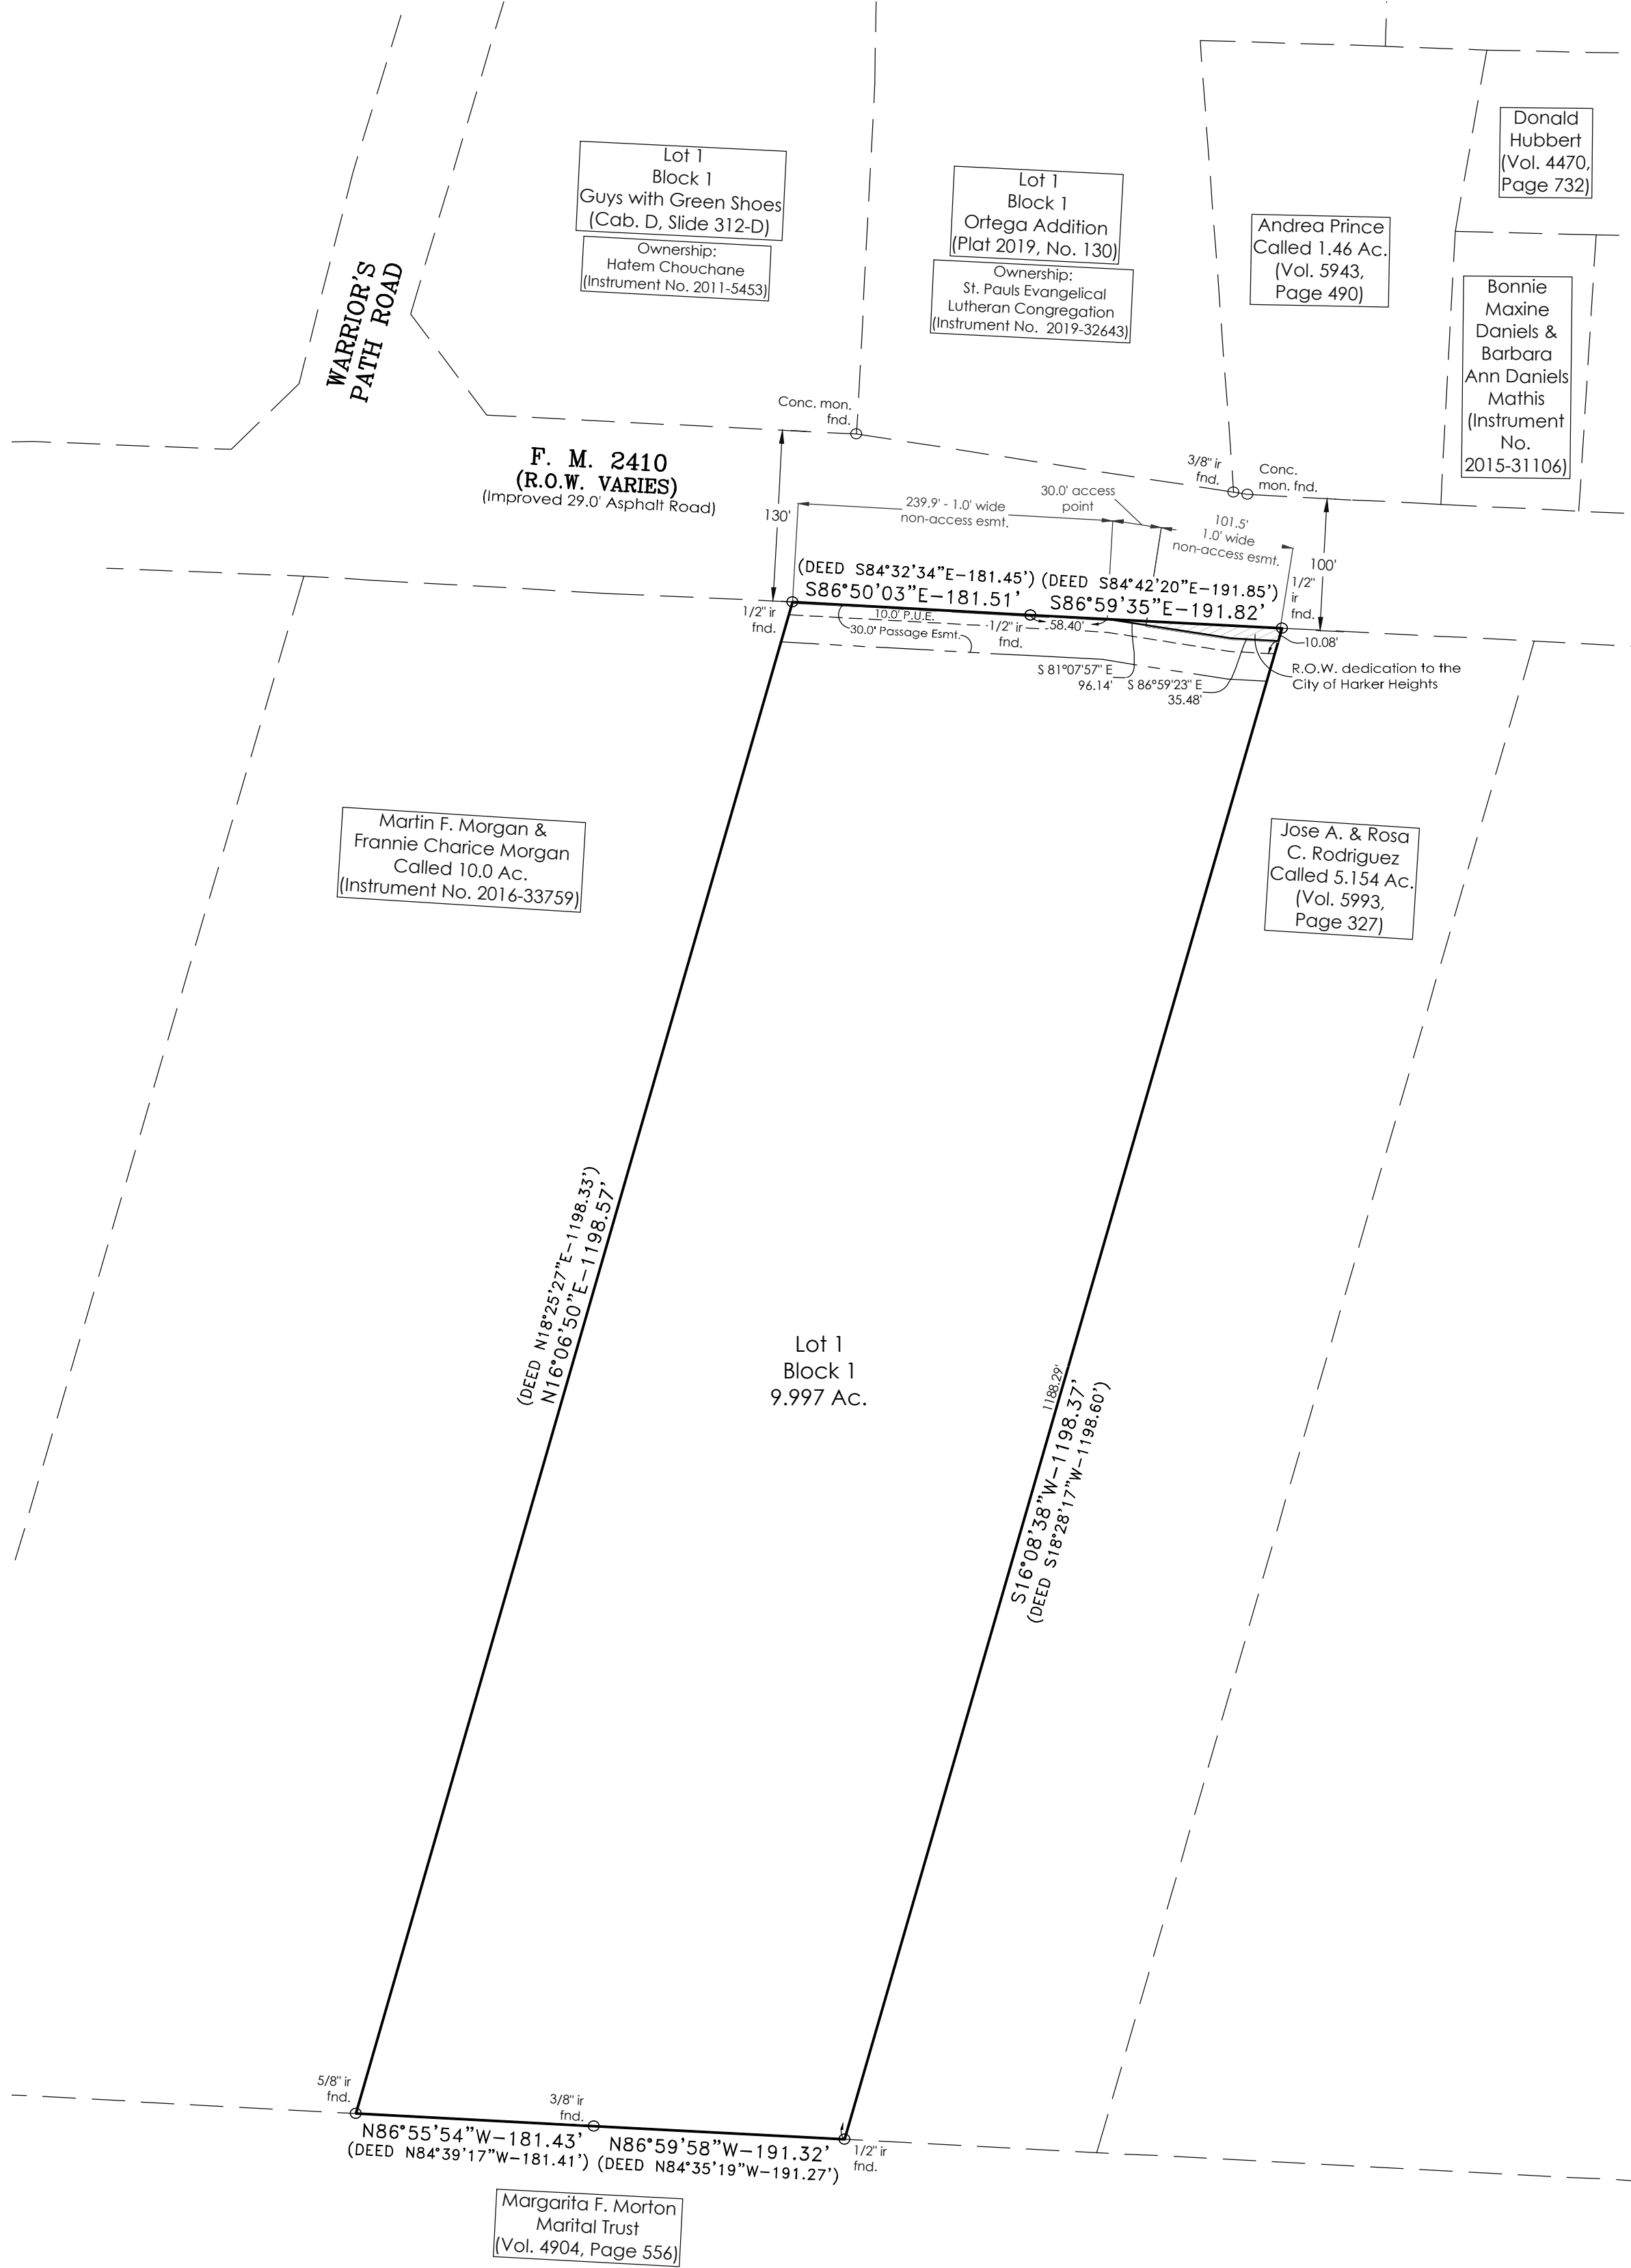 Donald
Hubbert
(Vol. 4470,
Page 732)
Lot 1
Block 1
Guys with Green Shoes
(Cab. D, Slide 312-D)
Ownership:
Hatem Chouchane
(Instrument No. 2011-5453)
Lot 1
Block 1
Ortega Addition
(Plat 2019, No. 130)
Ownership:
St. Pauls Evangelical
Lutheran Congregation
(Instrument No. 2019-32643)
Andrea Prince
Called 1.46 Ac.
(Vol. 5943,
Page 490)
Bonnie
Maxine
Daniels &
Barbara
Ann Daniels
Mathis
(Instrument
No.
2015-31106)
WARRIOR'S
PATH ROAD
Conc. mon.
fnd.
F. M. 2410
(R.O.W. VARIES)
(Improved 29.0' Asphalt Road)
3/8" ir
fnd.
Conc.
mon. fnd.
130'
239.9' - 1.0' wide
non-access esmt.
30.0' access
point
101.5'
1.0' wide
non-access esmt.
100'
(DEED S84°32'34"E-181.45')
S86°50'03"E-181.51'
(DEED S84°42'20"E-191.85')
S86°59'35"E-191.82'
1/2" ir
fnd.
1/2"
ir
fnd.
10.0' P.U.E.
30.0' Passage Esmt.
1/2" ir
fnd.
58.40'
10.08'
S 81°07'57" E
96.14'
S 86°59'23" E
35.48'
R.O.W. dedication to the
City of Harker Heights
Martin F. Morgan &
Frannie Charice Morgan
Called 10.0 Ac.
(Instrument No. 2016-33759)
Jose A. & Rosa
C. Rodriguez
Called 5.154 Ac.
(Vol. 5993,
Page 327)
(DEED N18°25'27"E-1198.33')
N16°06'50"E-1198.57'
Lot 1
Block 1
9.997 Ac.
1188.29'
S16°08'38"W-1198.37'
(DEED S18°28'17"W-1198.60')
5/8" ir
fnd.
3/8" ir
fnd.
N86°55'54"W-181.43'
(DEED N84°39'17"W-181.41')
N86°59'58"W-191.32'
(DEED N84°35'19"W-191.27')
1/2" ir
fnd.
Margarita F. Morton
Marital Trust
(Vol. 4904, Page 556)